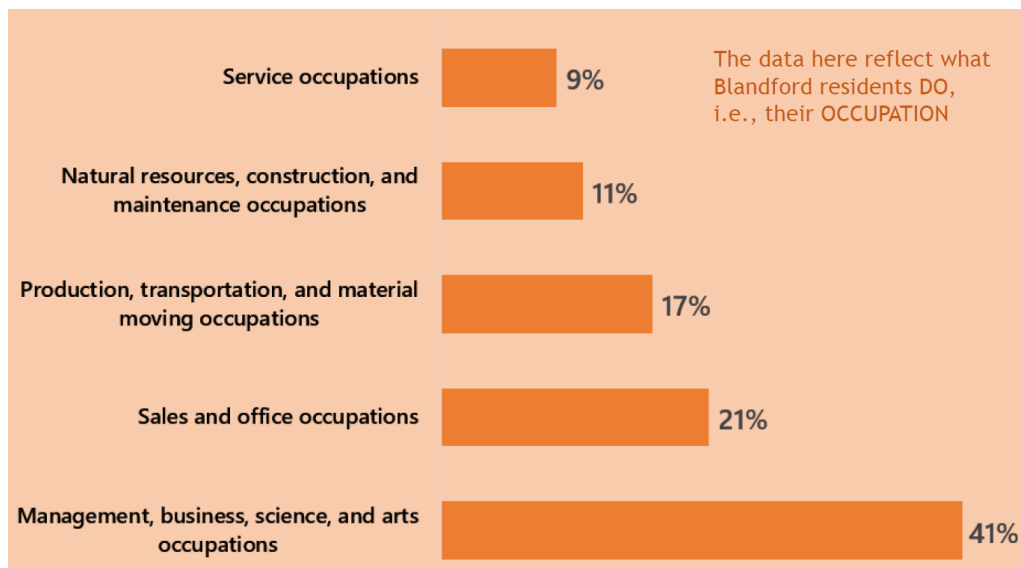 Service occupations
9%
The data here reflect what
Blandford residents DO,
i.e., their OCCUPATION
Natural resources, construction, and
maintenance occupations
11%
Production, transportation, and material
moving occupations
17%
Sales and office occupations
21%
Management, business, science, and arts
occupations
41%